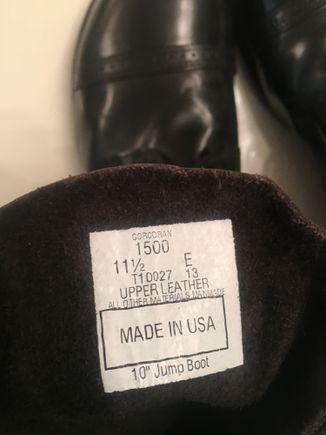 CORCORAN
1500
11½ E
T10027 13
UPPER LEATHER
ALL OTHER MATERIALS MANMADE
MADE IN USA
10" Jump Boot